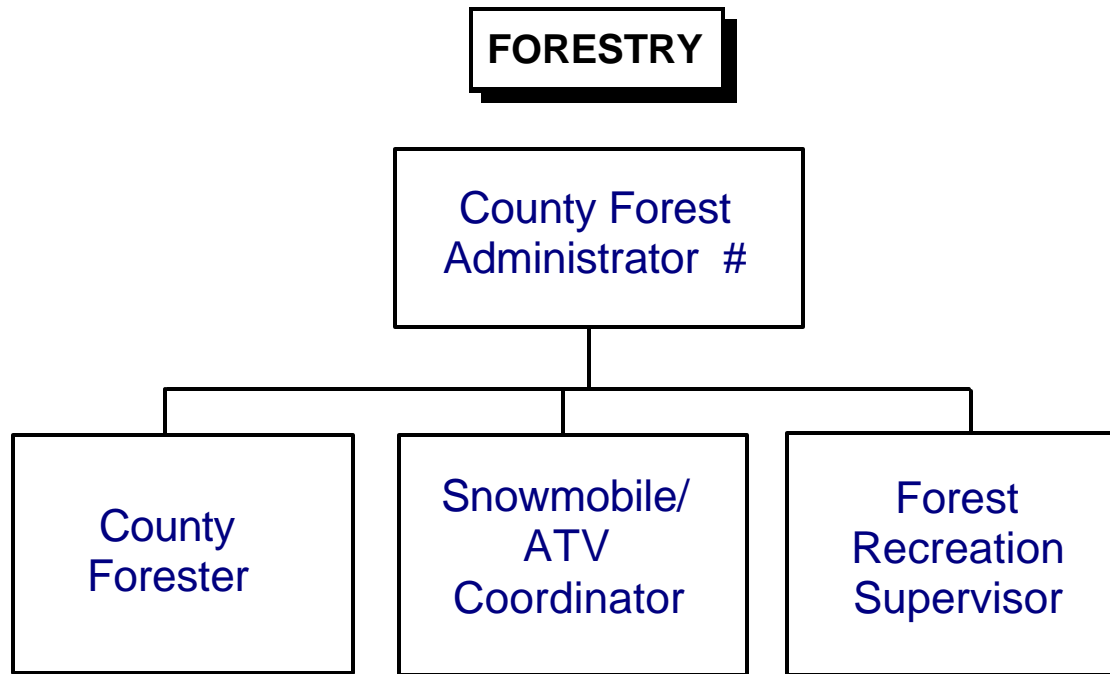 FORESTRY
County Forest
Administrator #
County
Forester
Snowmobile/
ATV
Coordinator
Forest
Recreation
Supervisor